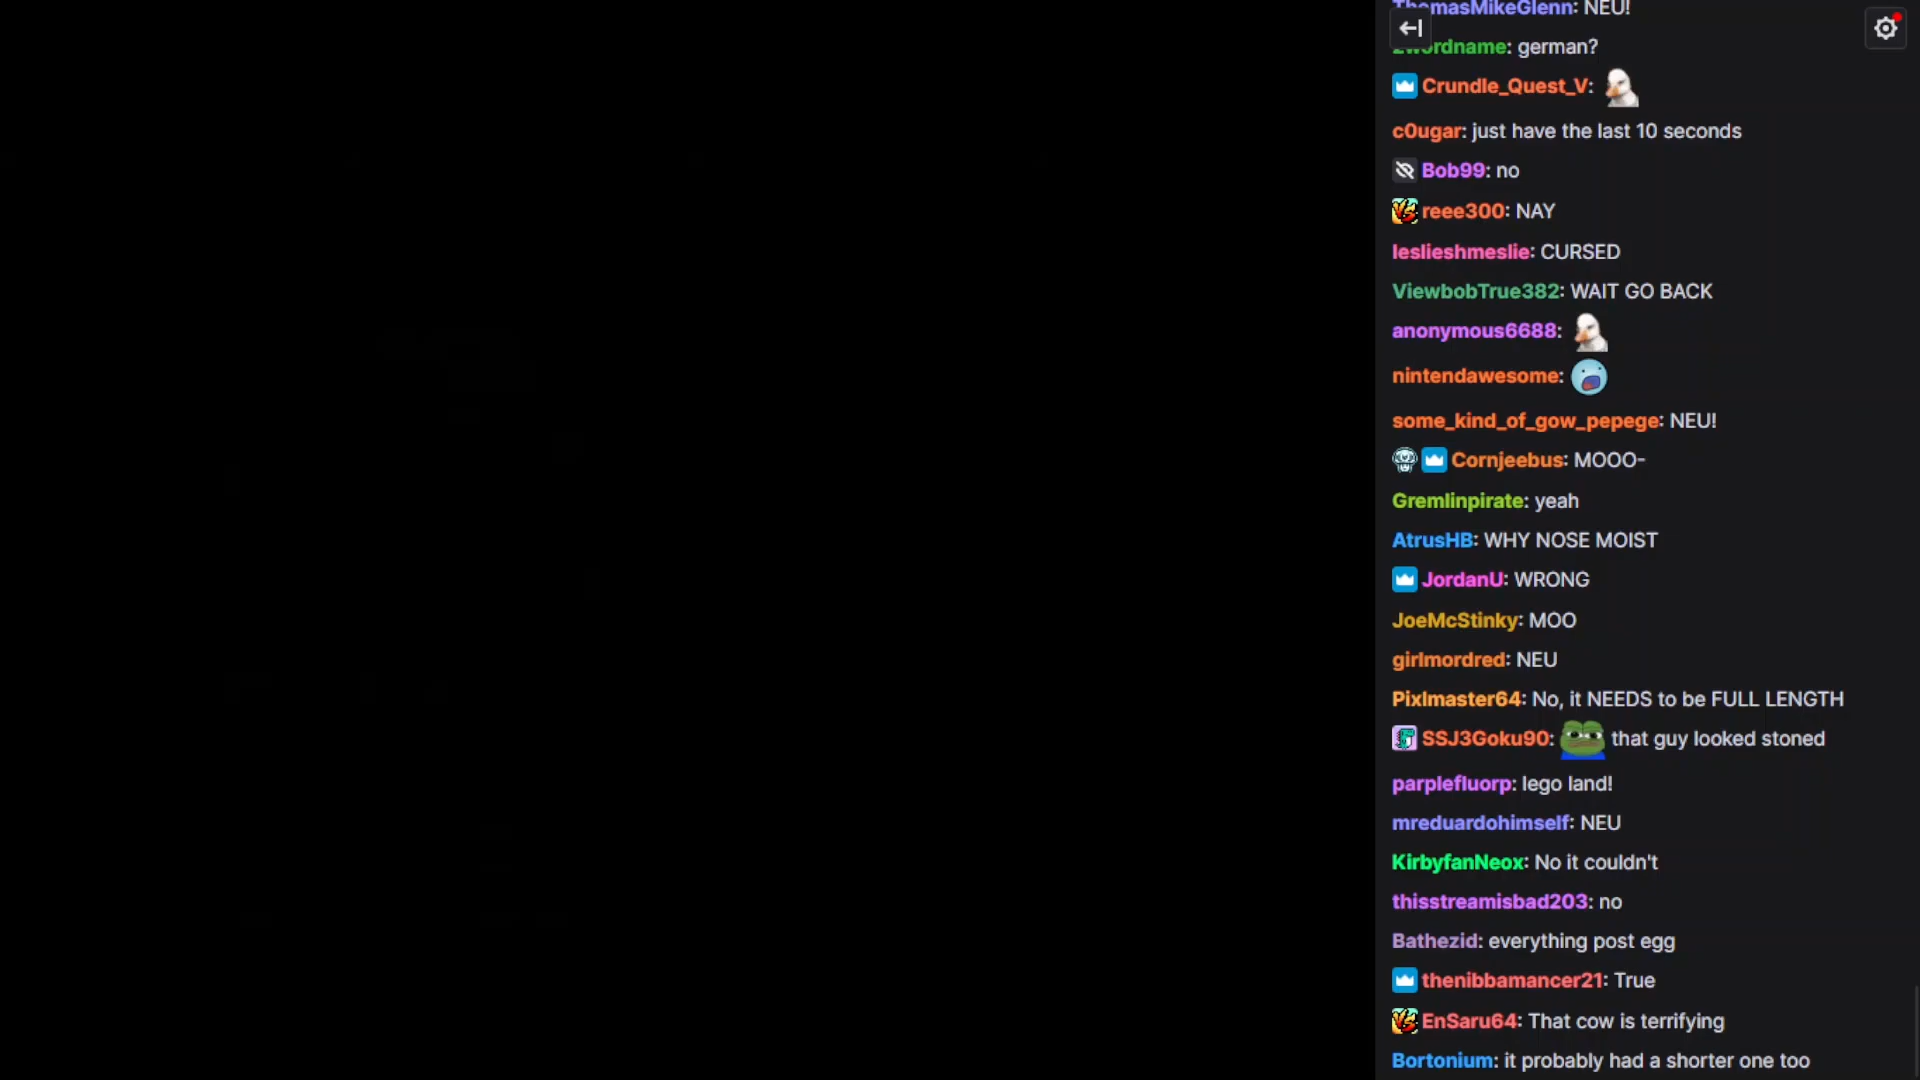 ThomasMikeGlenn: NEU!
2wordname: german?
Crundle_Quest_V:
c0ugar: just have the last 10 seconds
Bob99: no
reee300: NAY
leslieshmeslie: CURSED
ViewbobTrue382: WAIT GO BACK
anonymous6688:
nintendawesome:
some_kind_of_gow_pepege: NEU!
Cornjeebus: MOOO-
Gremlinpirate: yeah
AtrusHB: WHY NOSE MOIST
JordanU: WRONG
JoeMcStinky: MOO
girlmordred: NEU
Pixlmaster64: No, it NEEDS to be FULL LENGTH
SSJ3Goku90: that guy looked stoned
parplefluorp: lego land!
mreduardohimself: NEU
KirbyfanNeox: No it couldn't
thisstreamisbad203: no
Bathezid: everything post egg
thenibbamancer21: True
EnSaru64: That cow is terrifying
Bortonium: it probably had a shorter one too